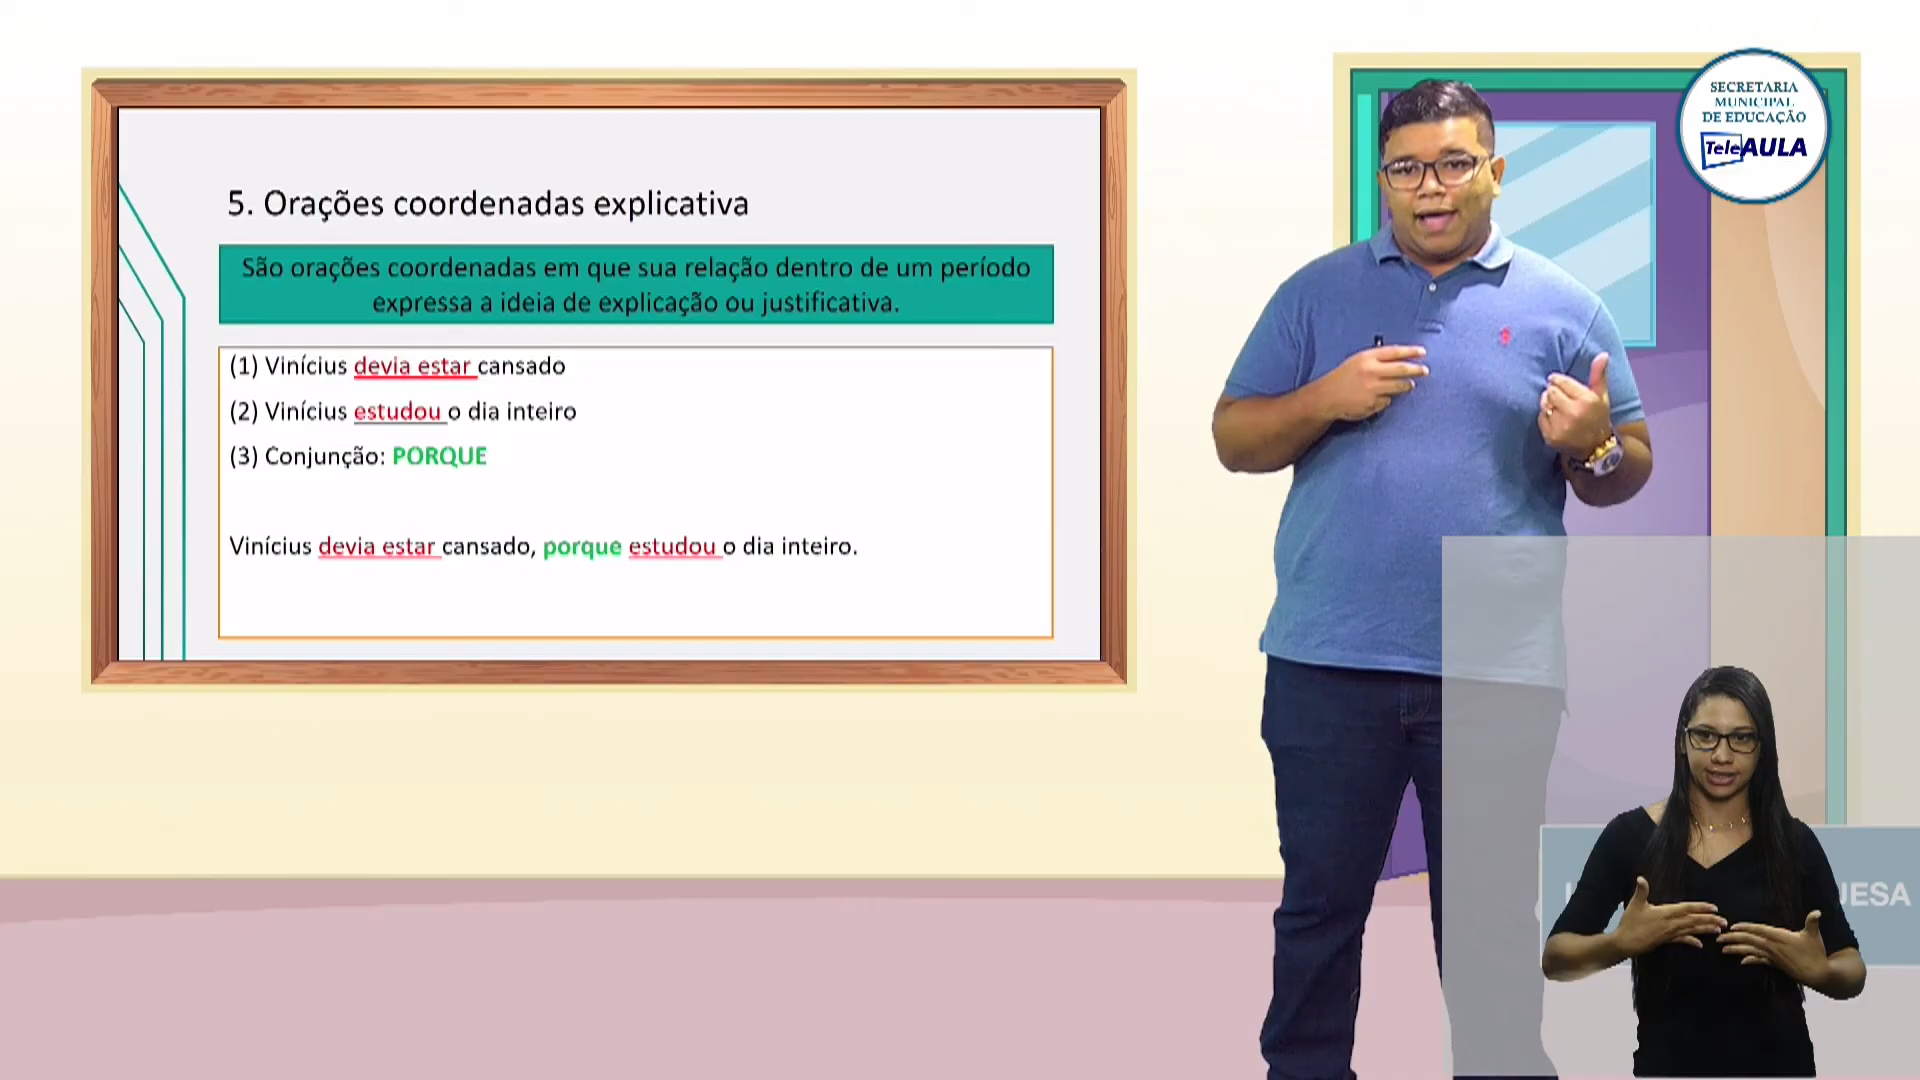 5. Orações coordenadas explicativa
São orações coordenadas em que sua relação dentro de um período
expressa a ideia de explicação ou justificativa.
(1) Vinícius devia estar cansado
(2) Vinícius estudou o dia inteiro
(3) Conjunção: PORQUE
Vinícius devia estar cansado, porque estudou o dia inteiro.
SECRETARIA
MUNICIPAL
DE EDUCAÇÃO
TeleAULA